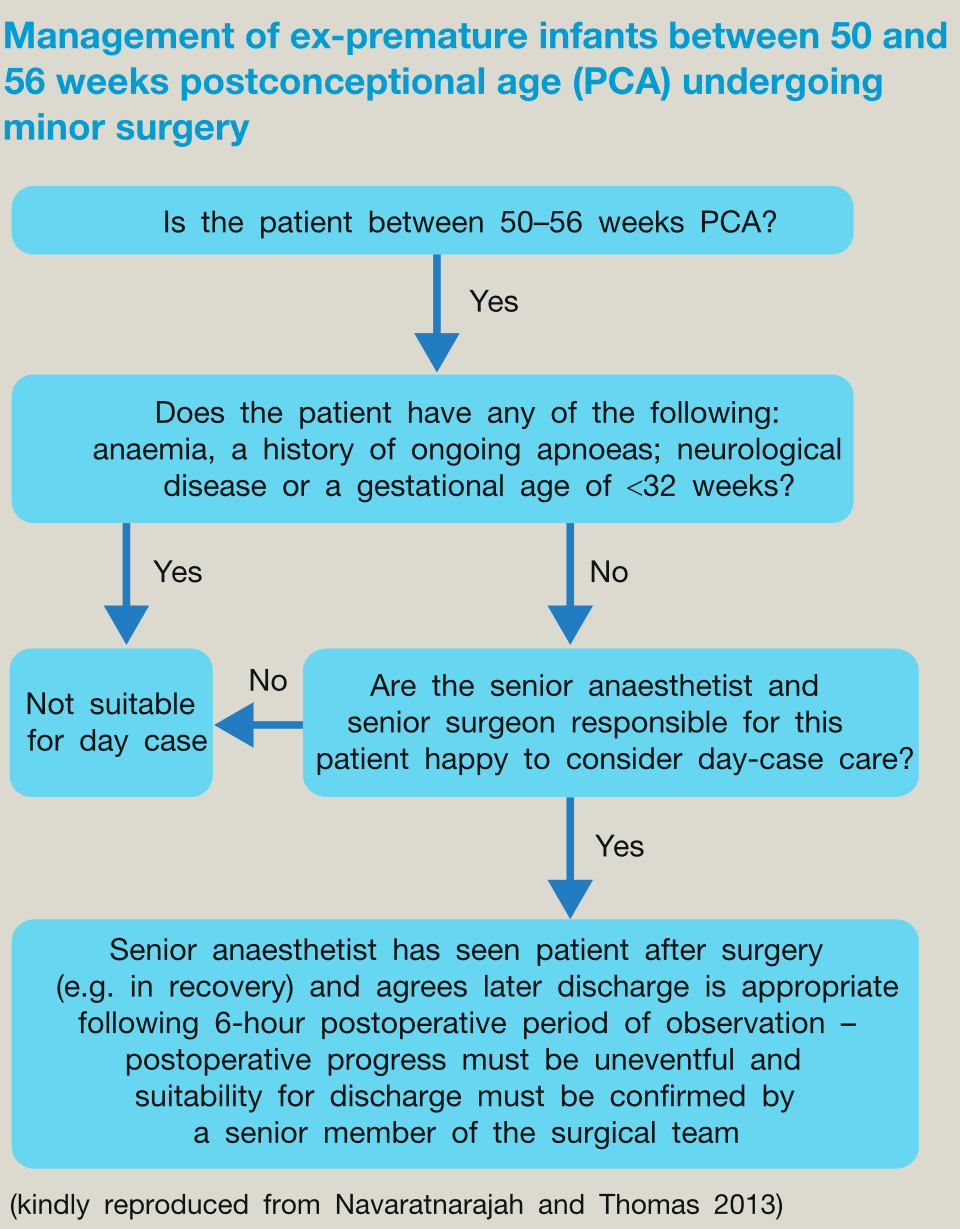 Management of ex-premature infants between 50 and
56 weeks postconceptional age (PCA) undergoing
minor surgery
Is the patient between 50–56 weeks PCA?
Yes
Does the patient have any of the following:
anaemia, a history of ongoing apnoeas; neurological
disease or a gestational age of <32 weeks?
Yes
No
Not suitable
for day case
No
Are the senior anaesthetist and
senior surgeon responsible for this
patient happy to consider day-case care?
Yes
Senior anaesthetist has seen patient after surgery
(e.g. in recovery) and agrees later discharge is appropriate
following 6-hour postoperative period of observation –
postoperative progress must be uneventful and
suitability for discharge must be confirmed by
a senior member of the surgical team
(kindly reproduced from Navaratnarajah and Thomas 2013)